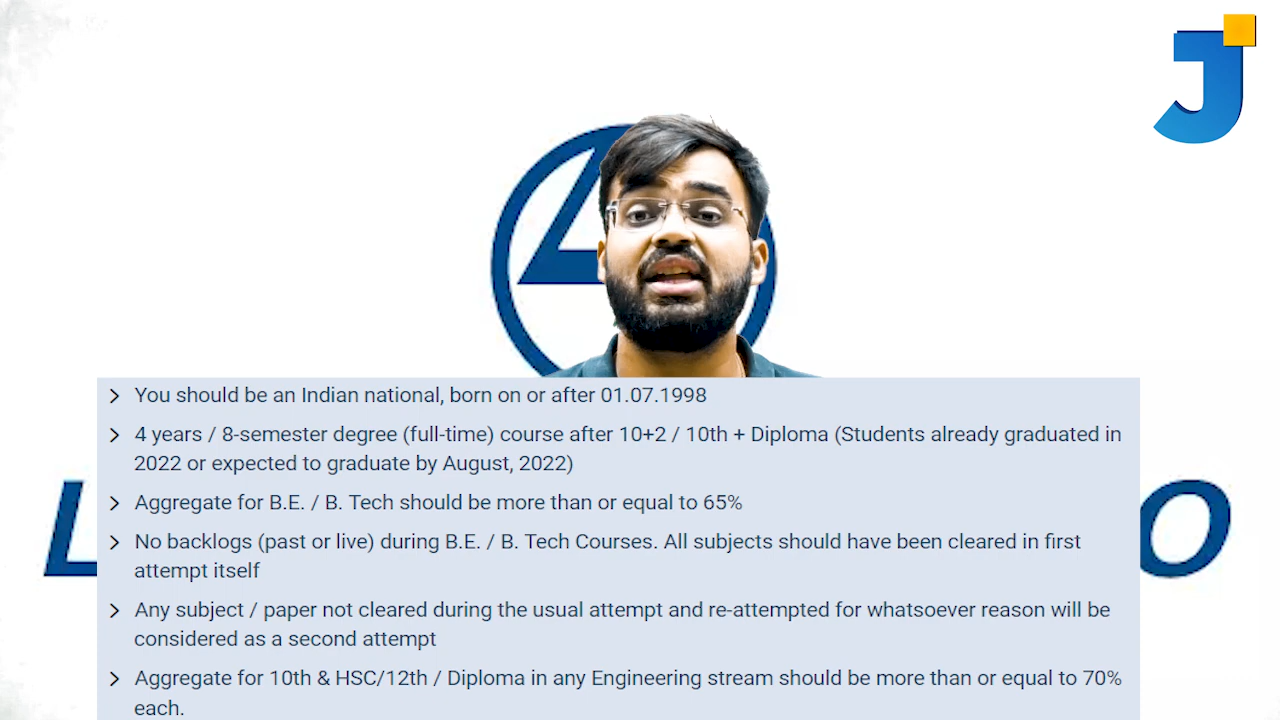 J
You should be an Indian national, born on or after 01.07.1998
4 years / 8-semester degree (full-time) course after 10+2 / 10th + Diploma (Students already graduated in
2022 or expected to graduate by August, 2022)
Aggregate for B.E. / B. Tech should be more than or equal to 65%
L O
No backlogs (past or live) during B.E. / B. Tech Courses. All subjects should have been cleared in first
attempt itself
Any subject / paper not cleared during the usual attempt and re-attempted for whatsoever reason will be
considered as a second attempt
Aggregate for 10th & HSC/12th / Diploma in any Engineering stream should be more than or equal to 70%
each.